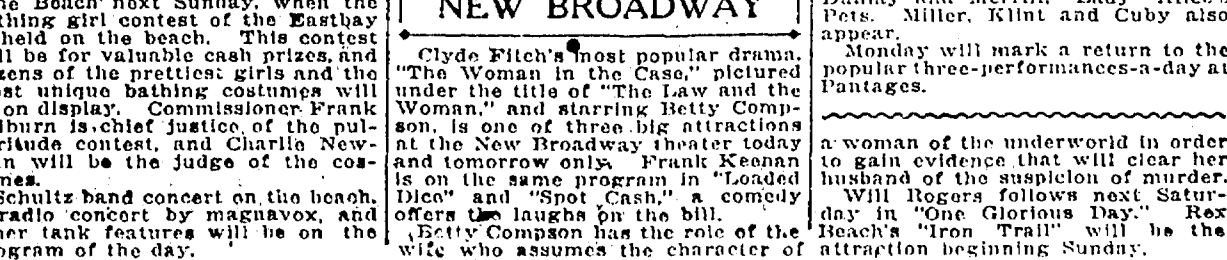 the Beach next Sunday, when the
thing girl contest of the Eastbay
held on the beach. This contest
ll be for valuable cash prizes, and
zens of the prettiest girls and the
st unique bathing costumes will
on display. Commissioner Frank
lburn is chief justice of the pul-
ritude contest, and Charlie New-
n will be the judge of the cos-
mes.
Schultz band concert on the beach,
radio concert by magnavox, and
her tank features will be on the
ogram of the day.
NEW BROADWAY
Clyde Fitch's most popular drama,
"The Woman in the Case," pictured
under the title of "The Law and the
Woman," and starring Betty Comp-
son, is one of three big attractions
at the New Broadway theater today
and tomorrow only. Frank Keenan
is on the same program in "Loaded
Dice" and "Spot Cash," a comedy
offers the laughs on the bill.
Betty Compson has the role of the
wife who assumes the character of
Pets. Miller, Klint and Cuby also
appear.
Monday will mark a return to the
popular three-performances-a-day at
Pantages.
a woman of the underworld in order
to gain evidence that will clear her
husband of the suspicion of murder.
Will Rogers follows next Satur-
day in "One Glorious Day." Rex
Beach's "Iron Trail" will be the
attraction beginning Sunday.